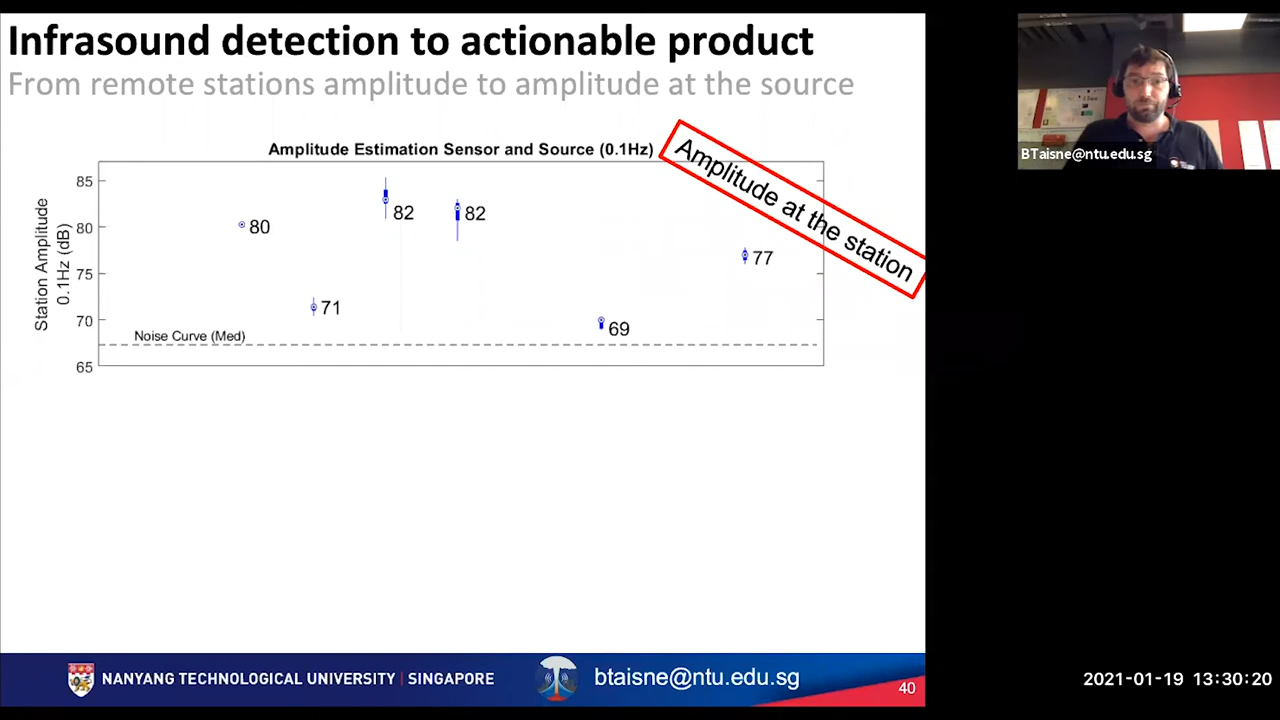 Infrasound detection to actionable product
From remote stations amplitude to amplitude at the source
BTaisne@ntu.edu.sg
Amplitude Estimation Sensor and Source (0.1Hz)
Amplitude at the station
Station Amplitude
0.1Hz (dB)
85
80
75
70
65
80
71
82
82
69
77
Noise Curve (Med)
NANYANG TECHNOLOGICAL UNIVERSITY | SINGAPORE
btaisne@ntu.edu.sg
40
2021-01-19 13:30:20